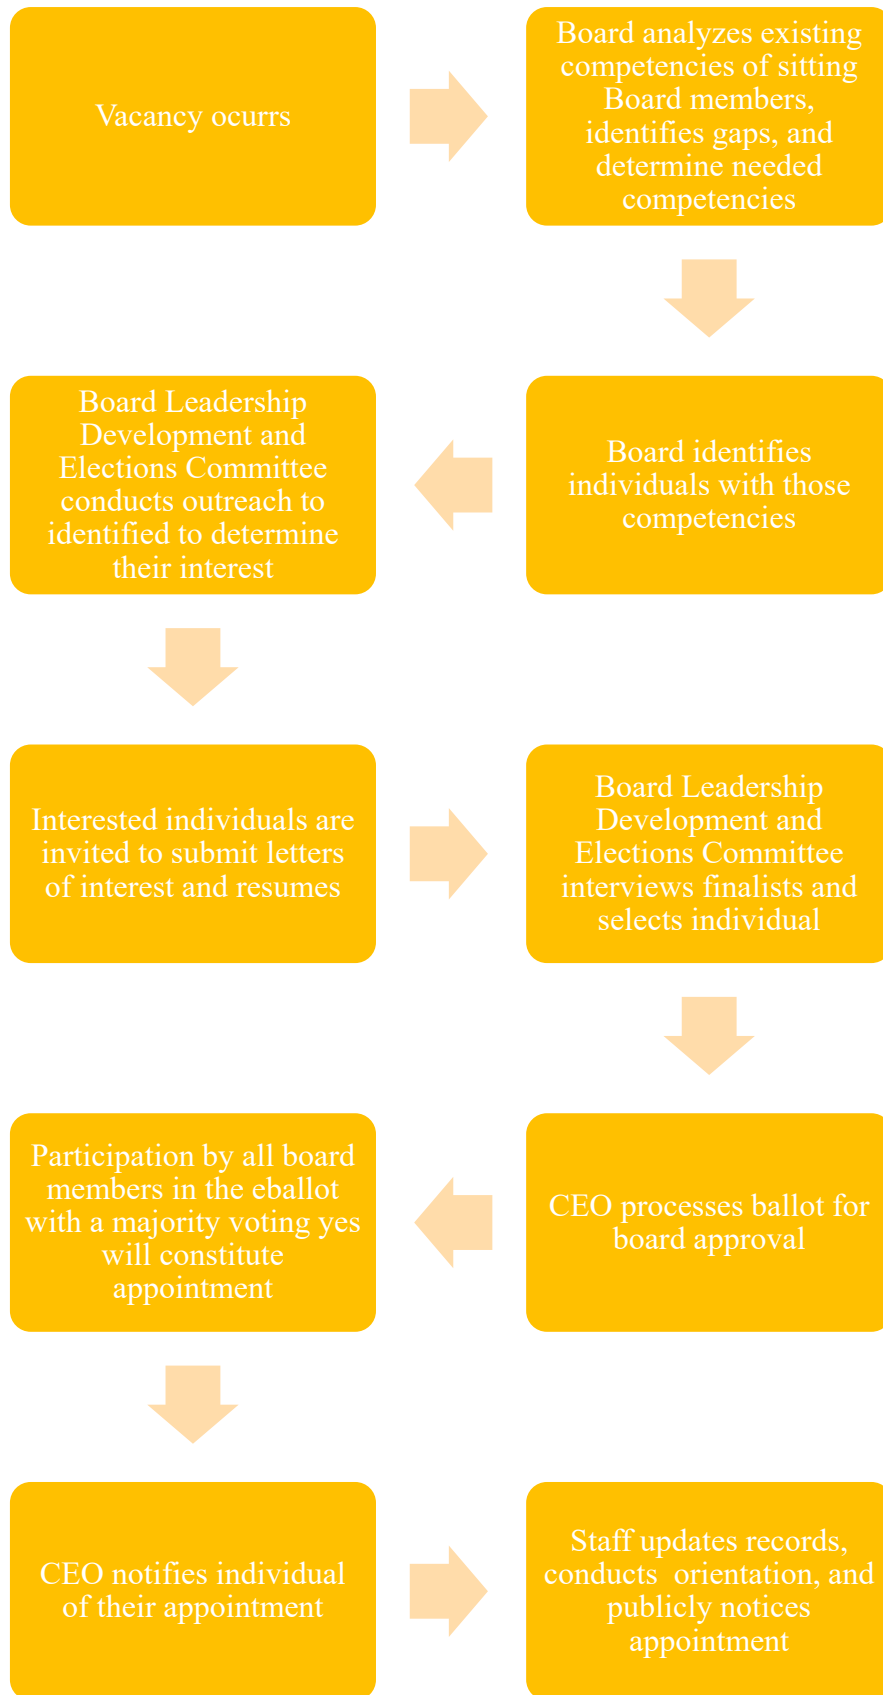 Vacancy ocurrs
Board analyzes existing
competencies of sitting
Board members,
identifies gaps, and
determine needed
competencies
Board identifies
individuals with those
competencies
Board Leadership
Development and
Elections Committee
conducts outreach to
identified to determine
their interest
Interested individuals are
invited to submit letters
of interest and resumes
Board Leadership
Development and
Elections Committee
interviews finalists and
selects individual
CEO processes ballot for
board approval
Participation by all board
members in the eballot
with a majority voting yes
will constitute
appointment
CEO notifies individual
of their appointment
Staff updates records,
conducts  orientation, and
publicly notices
appointment